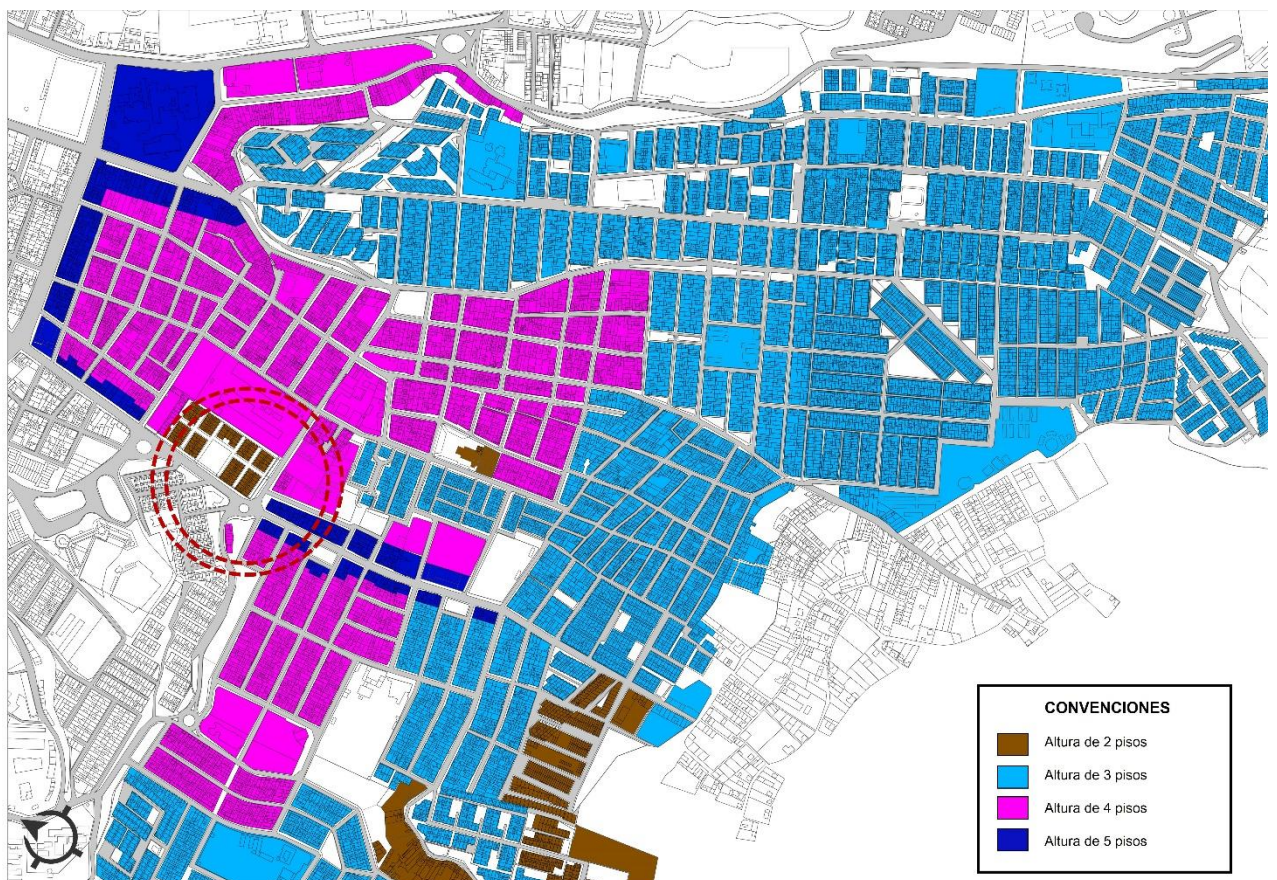 CONVENCIONES
Altura de 2 pisos
Altura de 3 pisos
Altura de 4 pisos
Altura de 5 pisos